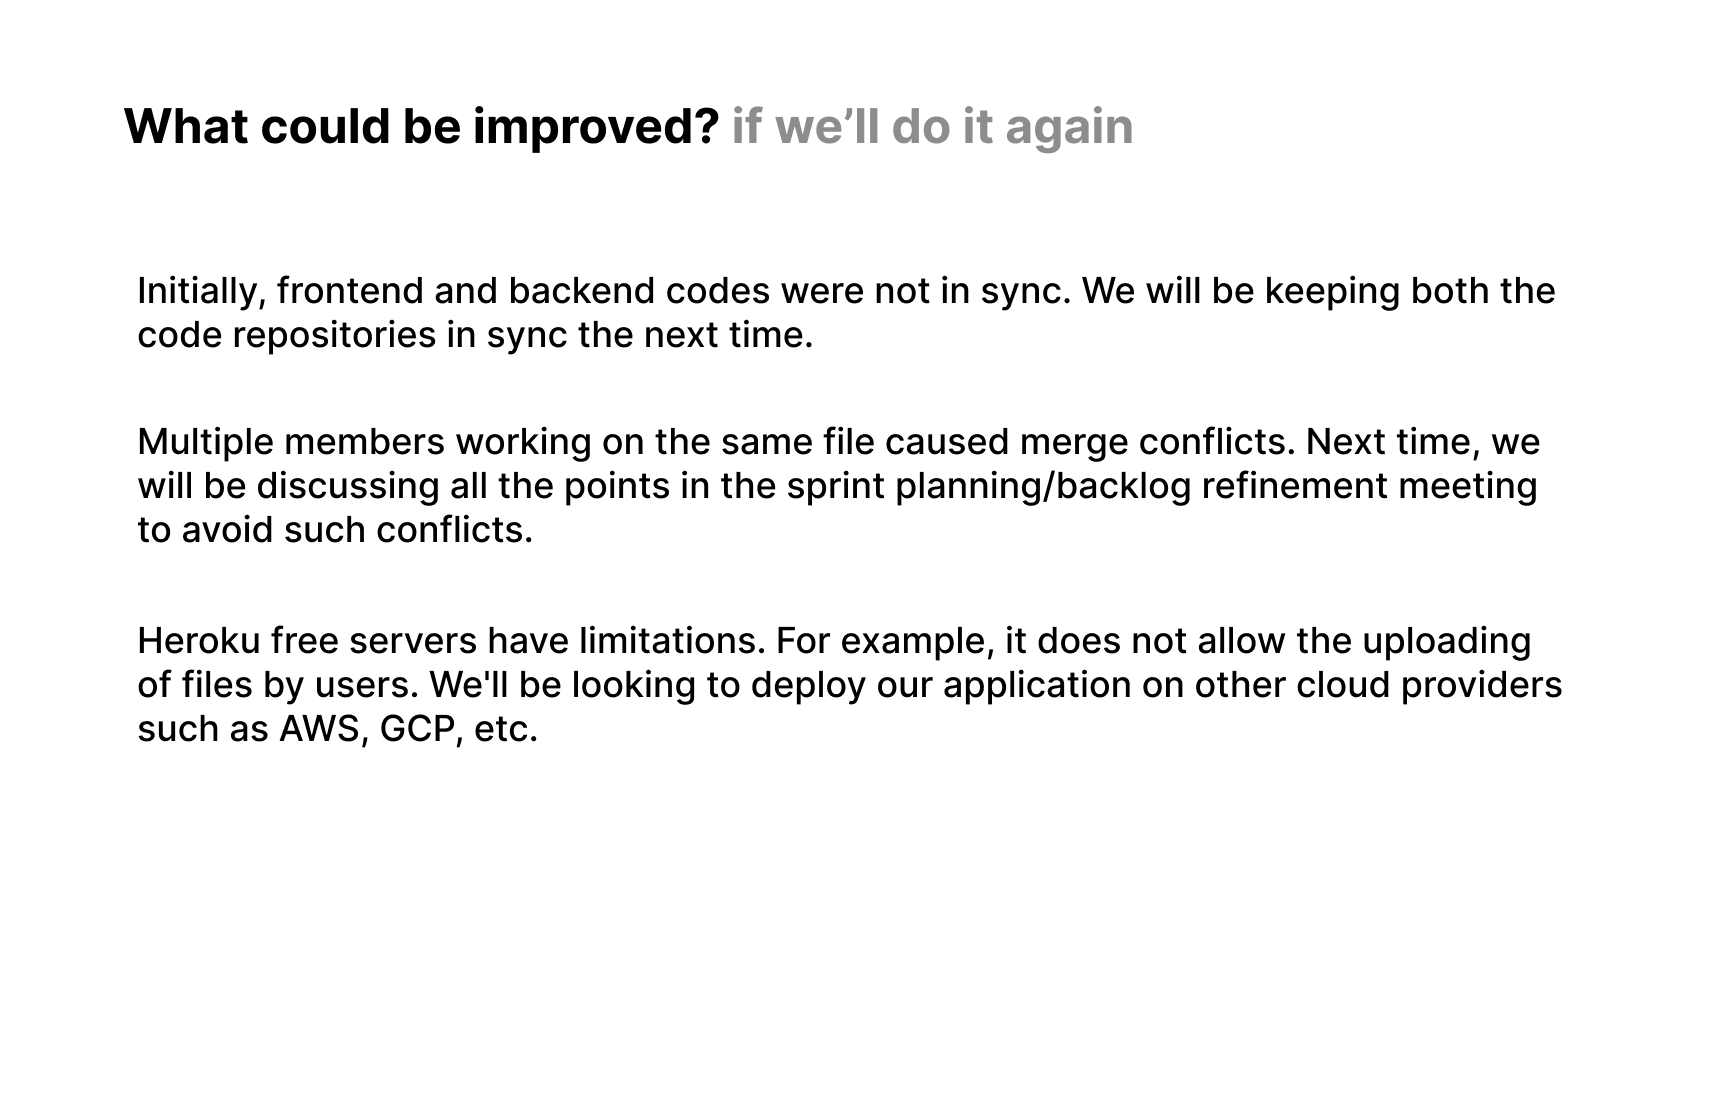 What could be improved? if we’ll do it again
Initially, frontend and backend codes were not in sync. We will be keeping both the
code repositories in sync the next time.
Multiple members working on the same file caused merge conflicts. Next time, we
will be discussing all the points in the sprint planning/backlog refinement meeting
to avoid such conflicts.
Heroku free servers have limitations. For example, it does not allow the uploading
of files by users. We'll be looking to deploy our application on other cloud providers
such as AWS, GCP, etc.